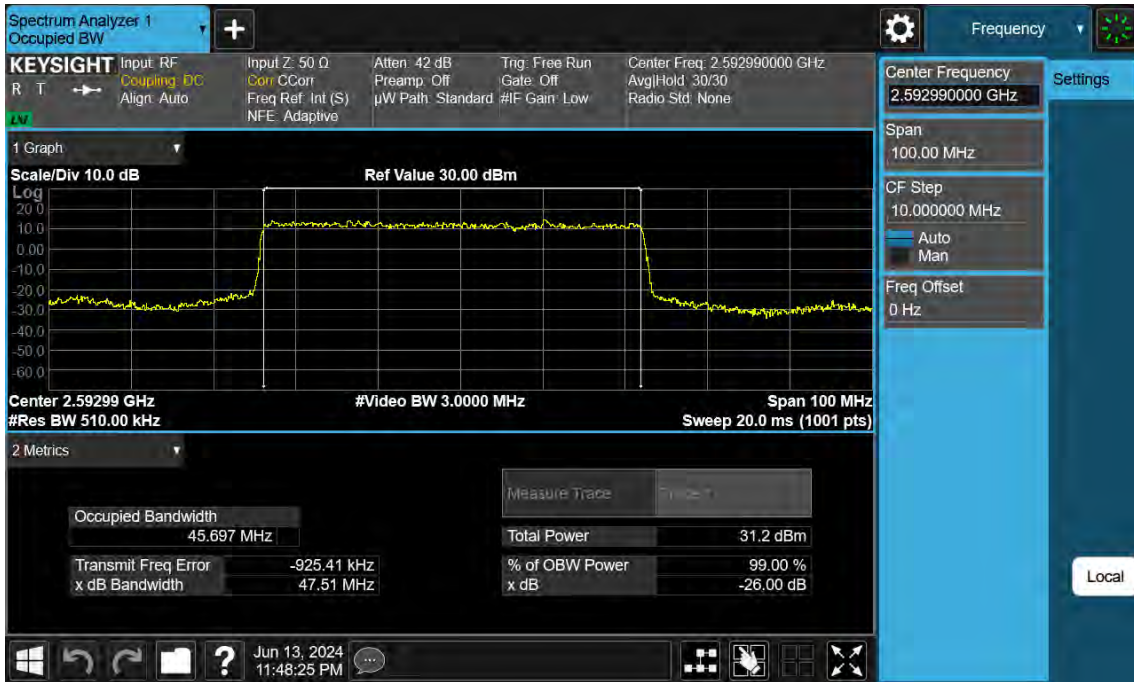 Spectrum Analyzer 1
Occupied BW
Frequency
KEYSIGHT
R T
LXI
Input: RF
Coupling: DC
Align: Auto
Input Z: 50 Ω
Corr CCorr
Freq Ref: Int (S)
NFE: Adaptive
Atten: 42 dB
Preamp: Off
µW Path: Standard
Trig: Free Run
Gate: Off
#IF Gain: Low
Center Freq: 2.592990000 GHz
Avg|Hold: 30/30
Radio Std: None
Center Frequency
2.592990000 GHz
Settings
Span
100.00 MHz
CF Step
10.000000 MHz
Auto
Man
Freq Offset
0 Hz
Local
1 Graph
Scale/Div 10.0 dB
Ref Value 30.00 dBm
Log
20.0
10.0
0.00
-10.0
-20.0
-30.0
-40.0
-50.0
-60.0
Center 2.59299 GHz
#Video BW 3.0000 MHz
Span 100 MHz
#Res BW 510.00 kHz
Sweep 20.0 ms (1001 pts)
2 Metrics
Measure Trace
Trace 1
Occupied Bandwidth
45.697 MHz
Total Power 31.2 dBm
Transmit Freq Error -925.41 kHz
% of OBW Power 99.00 %
x dB Bandwidth 47.51 MHz
x dB -26.00 dB
Jun 13, 2024
11:48:25 PM